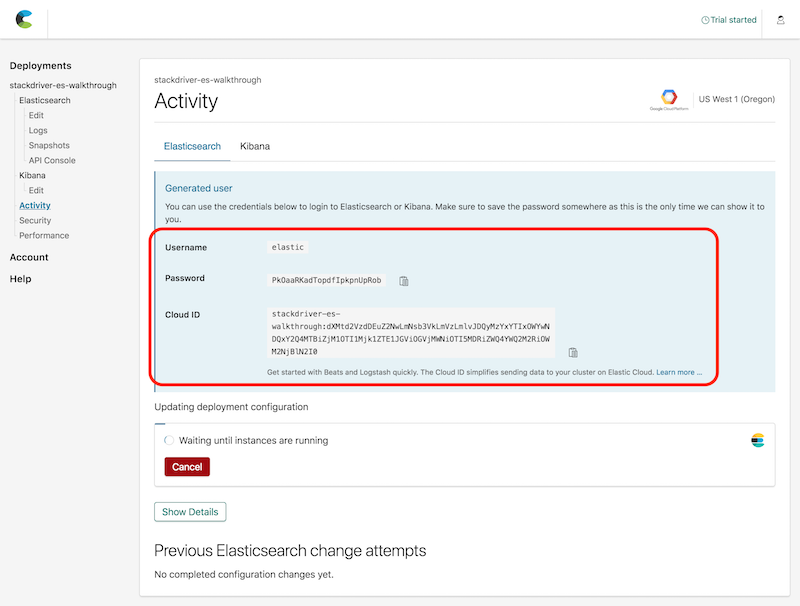 Trial started
Deployments
stackdriver-es-walkthrough
Elasticsearch
Edit
Logs
Snapshots
API Console
Kibana
Edit
Activity
Security
Performance
Account
Help
stackdriver-es-walkthrough
Activity
Google Cloud Platform
US West 1 (Oregon)
Elasticsearch
Kibana
Generated user
You can use the credentials below to login to Elasticsearch or Kibana. Make sure to save the password somewhere as this is the only time we can show it to
you.
Username
elastic
Password
PkOaaRKadTopdfIpkpnUpRob
Cloud ID
stackdriver-es-
walkthrough:dXMtd2VzdDEuZ2NwLmNsb3VkLmVzLmlvJDQyMzYxYTIxOWYwN
DQxY2Q4MTBiZjM1OTI1Mjk1ZTE1JGViOGVjMWNiOTI5MDRiZWQ4YWQ2M2RiOW
M2NjBlN2I0
Get started with Beats and Logstash quickly. The Cloud ID simplifies sending data to your cluster on Elastic Cloud. Learn more ...
Updating deployment configuration
Waiting until instances are running
Cancel
Show Details
Previous Elasticsearch change attempts
No completed configuration changes yet.